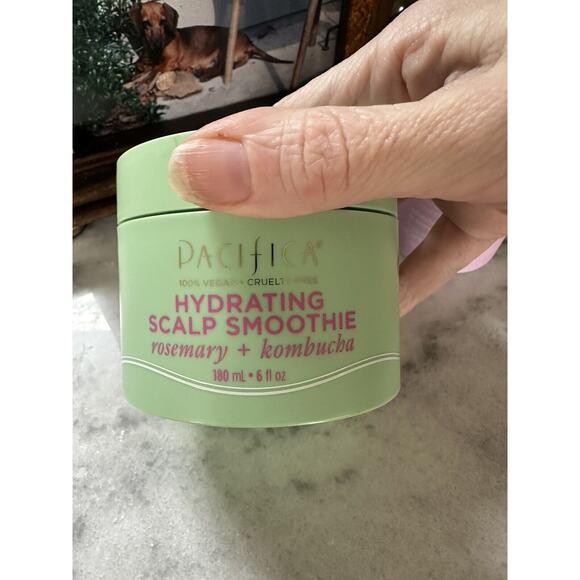 PACIFICA®
100% VEGAN • CRUELTY-FREE
HYDRATING
SCALP SMOOTHIE
rosemary + kombucha
180 mL • 6 fl oz